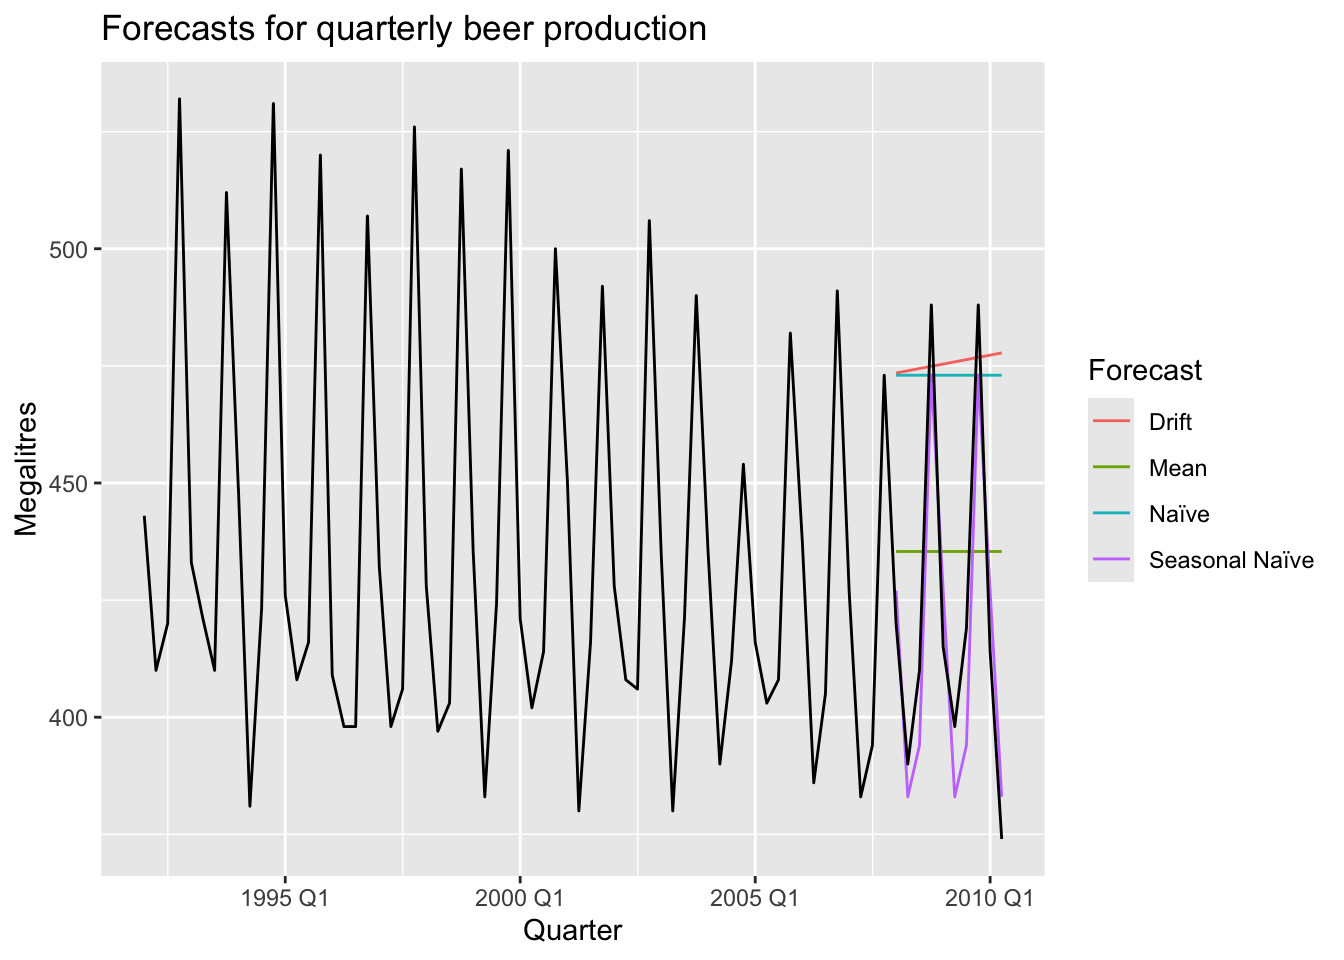 Forecasts for quarterly beer production
500
450
400
Megalitres
1995 Q1
2000 Q1
2005 Q1
2010 Q1
Quarter
Forecast
Drift
Mean
Naïve
Seasonal Naïve